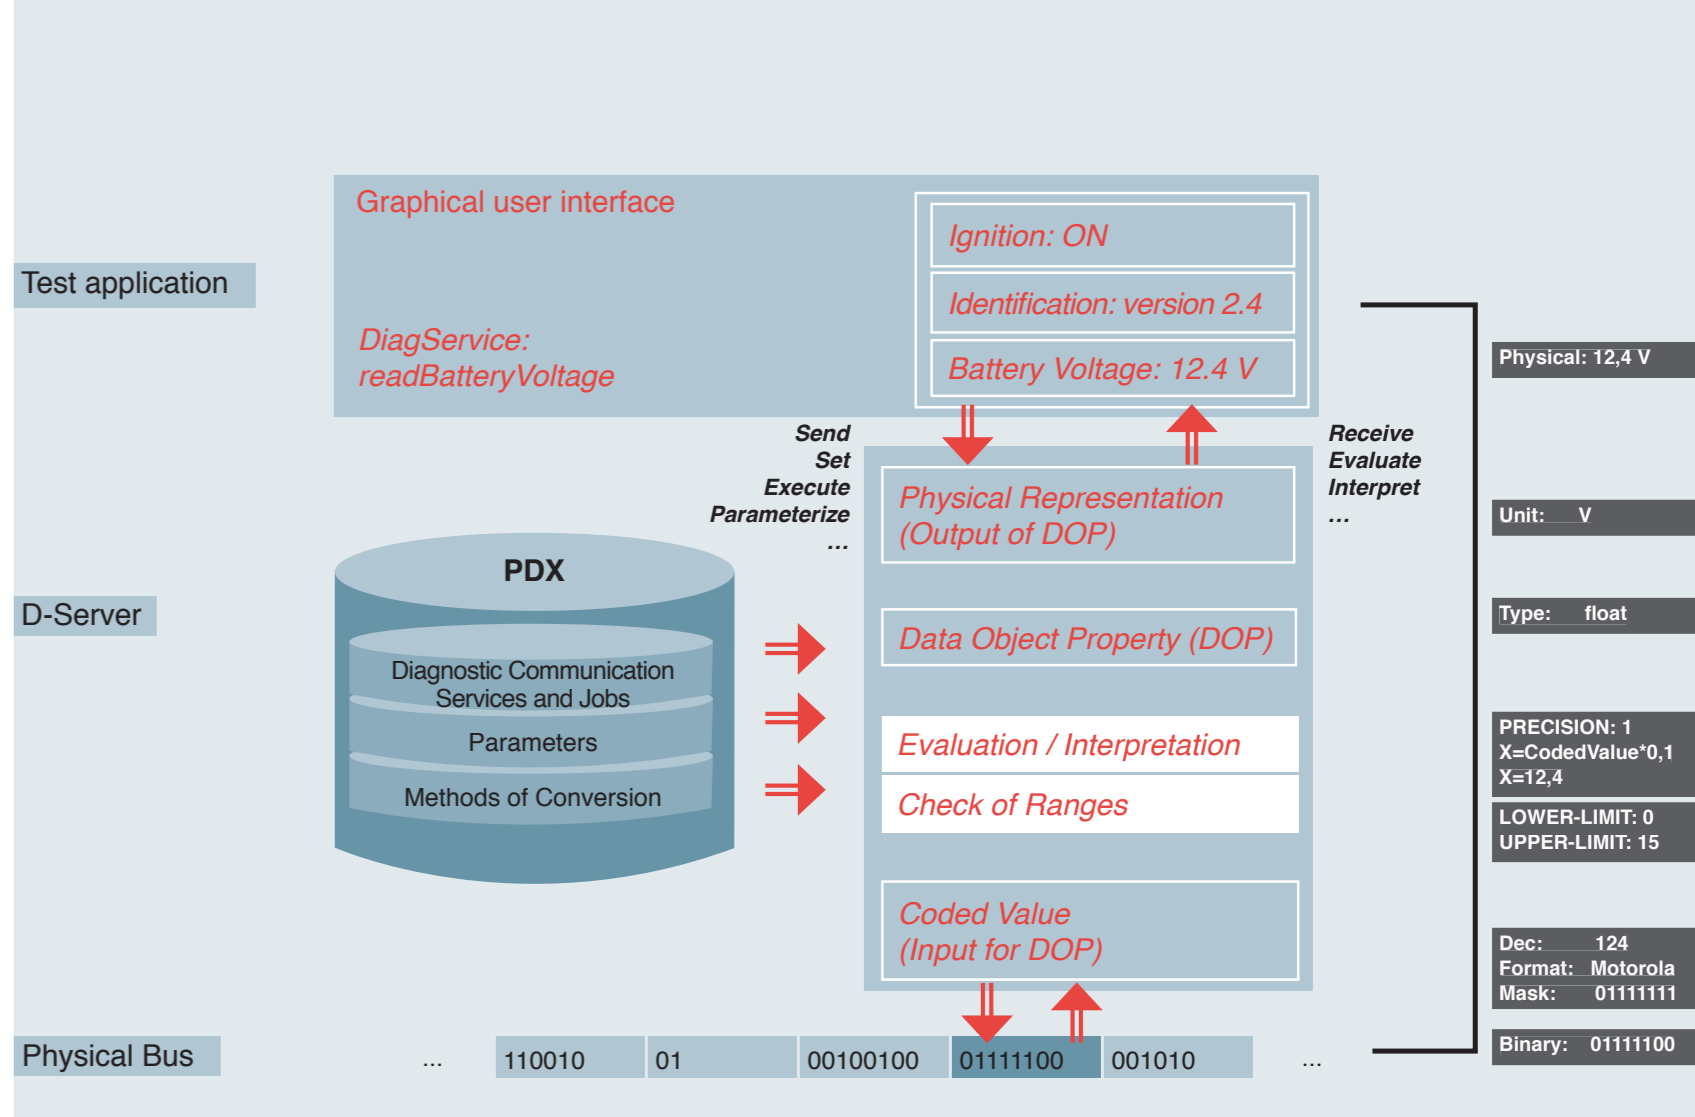 Graphical user interface
Ignition: ON
Test application
Identification: version 2.4
DiagService:
readBatteryVoltage
Battery Voltage: 12.4 V
Physical: 12,4 V
Send
Set
Execute
Parameterize
...
Receive
Evaluate
Interpret
...
Physical Representation
(Output of DOP)
Unit: V
PDX
D-Server
Data Object Property (DOP)
Type: float
Diagnostic Communication
Services and Jobs
Parameters
Methods of Conversion
Evaluation / Interpretation
Check of Ranges
PRECISION: 1
X=CodedValue*0,1
X=12,4
LOWER-LIMIT: 0
UPPER-LIMIT: 15
Coded Value
(Input for DOP)
Dec: 124
Format: Motorola
Mask: 01111111
Physical Bus
... 110010 01 00100100 01111100 001010 ...
Binary: 01111100